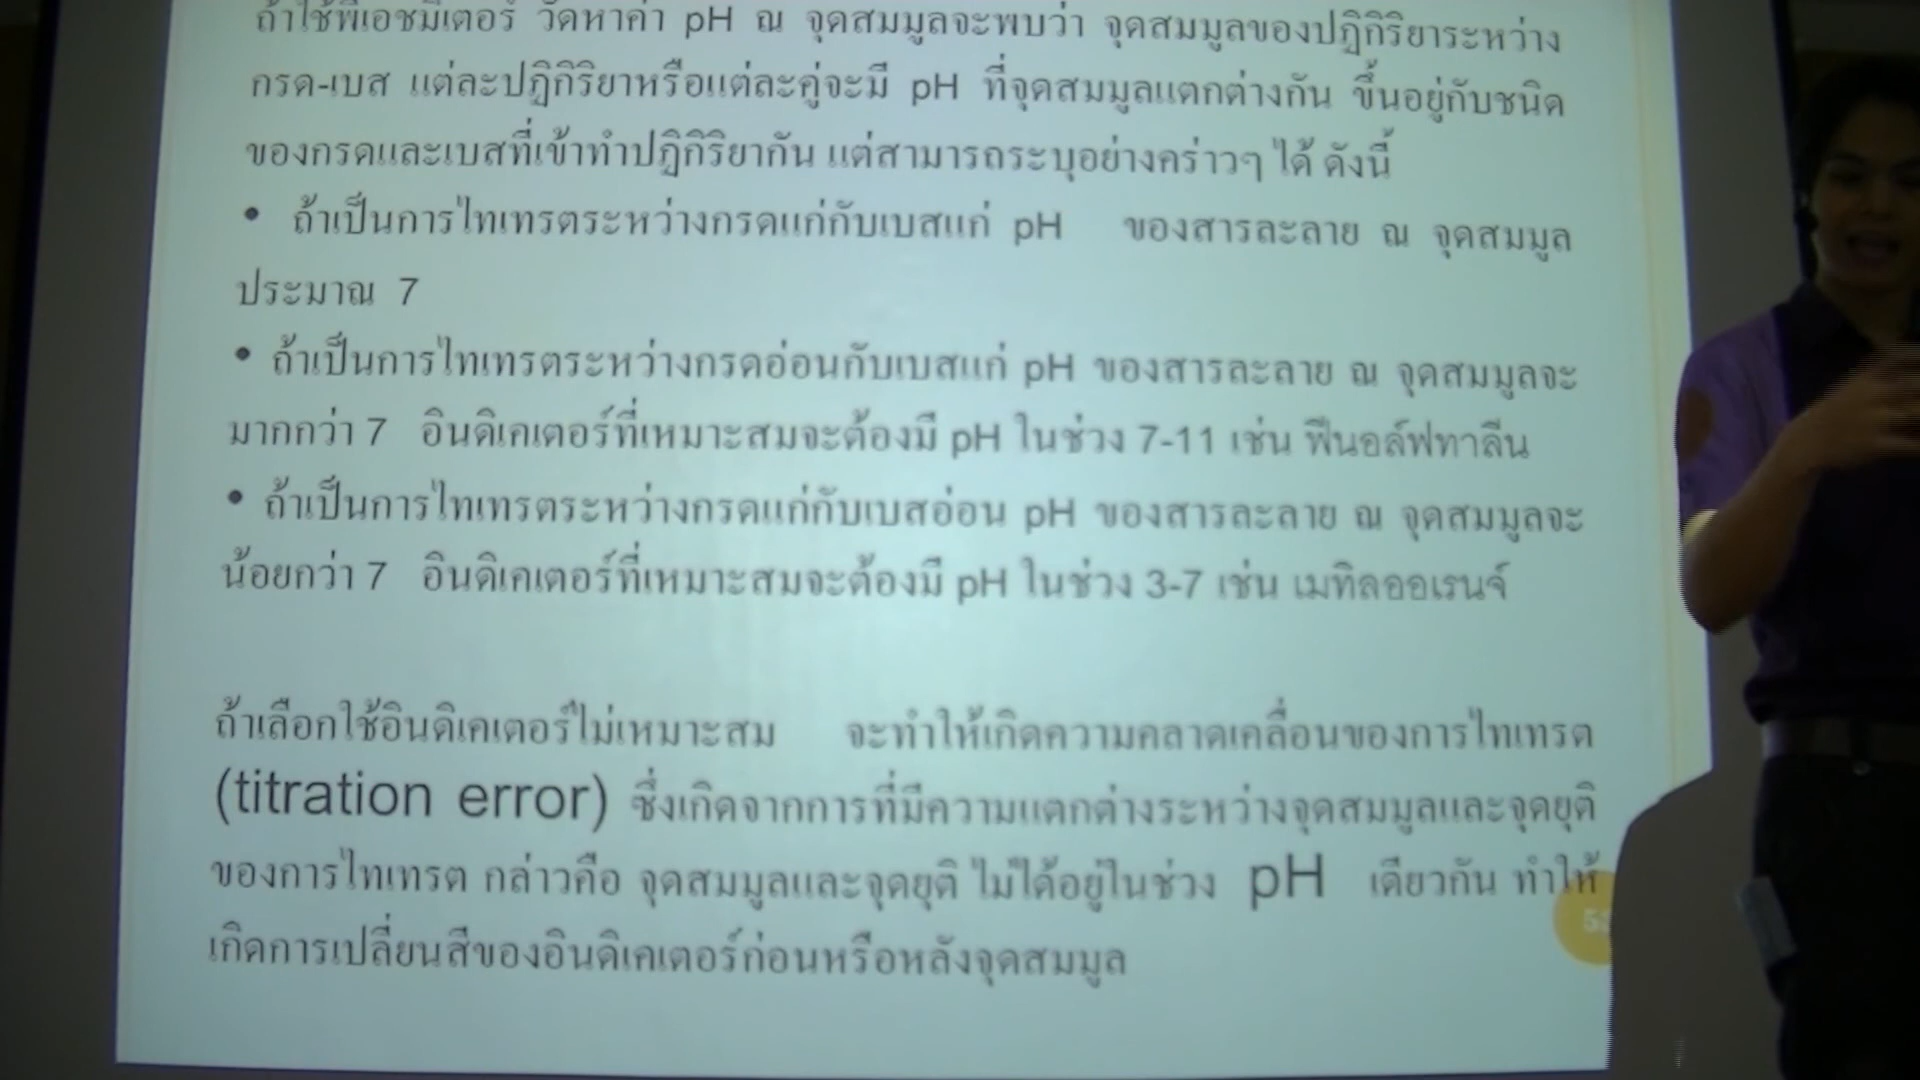 ถ้าใช้พีเอชมิเตอร์ วัดหาค่า pH ณ จุดสมมูลจะพบว่า จุดสมมูลของปฏิกิริยาระหว่าง
กรด-เบส แต่ละปฏิกิริยาหรือแต่ละคู่จะมี pH ที่จุดสมมูลแตกต่างกัน ขึ้นอยู่กับชนิด
ของกรดและเบสที่เข้าทำปฏิกิริยากัน แต่สามารถระบุอย่างคร่าวๆ ได้ ดังนี้
• ถ้าเป็นการไทเทรตระหว่างกรดแก่กับเบสแก่ pH ของสารละลาย ณ จุดสมมูล
ประมาณ 7
• ถ้าเป็นการไทเทรตระหว่างกรดอ่อนกับเบสแก่ pH ของสารละลาย ณ จุดสมมูลจะ
มากกว่า 7 อินดิเคเตอร์ที่เหมาะสมจะต้องมี pH ในช่วง 7-11 เช่น ฟีนอล์ฟทาลีน
• ถ้าเป็นการไทเทรตระหว่างกรดแก่กับเบสอ่อน pH ของสารละลาย ณ จุดสมมูลจะ
น้อยกว่า 7 อินดิเคเตอร์ที่เหมาะสมจะต้องมี pH ในช่วง 3-7 เช่น เมทิลออเรนจ์
ถ้าเลือกใช้อินดิเคเตอร์ไม่เหมาะสม จะทำให้เกิดความคลาดเคลื่อนของการไทเทรต
(titration error) ซึ่งเกิดจากการที่มีความแตกต่างระหว่างจุดสมมูลและจุดยุติ
ของการไทเทรต กล่าวคือ จุดสมมูลและจุดยุติ ไม่ได้อยู่ในช่วง pH เดียวกัน ทำให้
เกิดการเปลี่ยนสีของอินดิเคเตอร์ก่อนหรือหลังจุดสมมูล